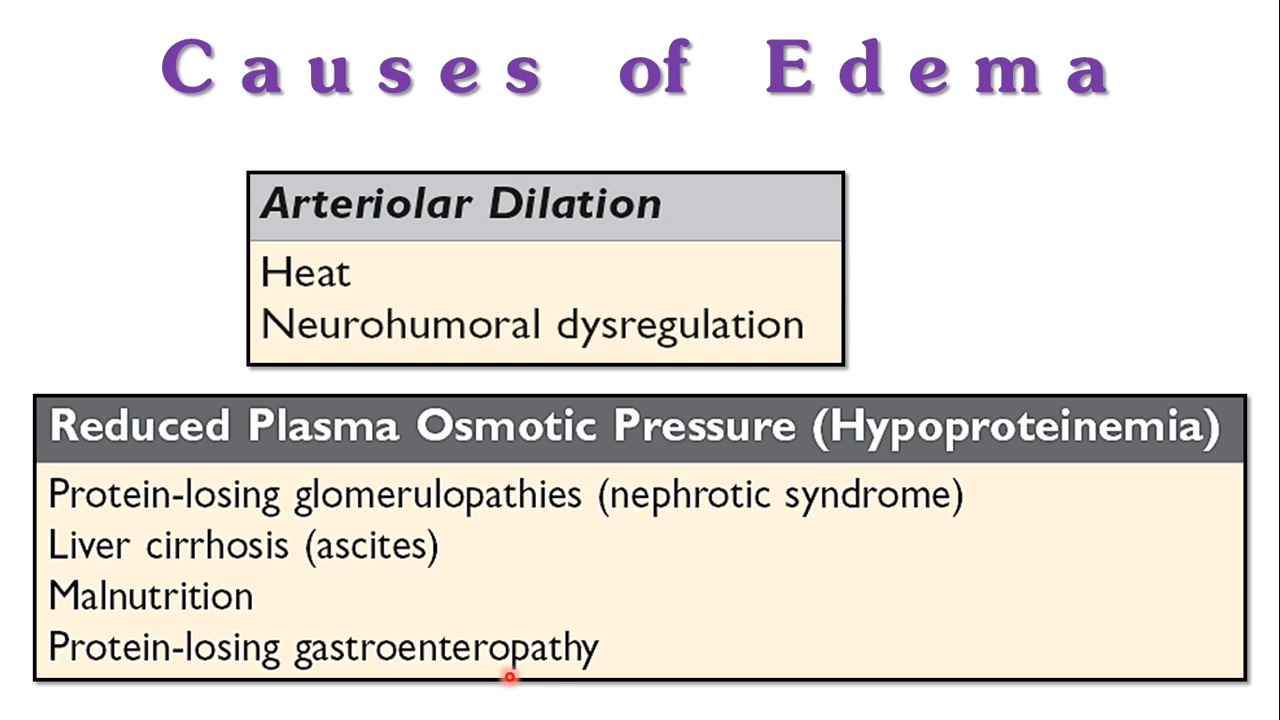 Causes of Edema
Arteriolar Dilation
Heat
Neurohumoral dysregulation
Reduced Plasma Osmotic Pressure (Hypoproteinemia)
Protein-losing glomerulopathies (nephrotic syndrome)
Liver cirrhosis (ascites)
Malnutrition
Protein-losing gastroenteropathy